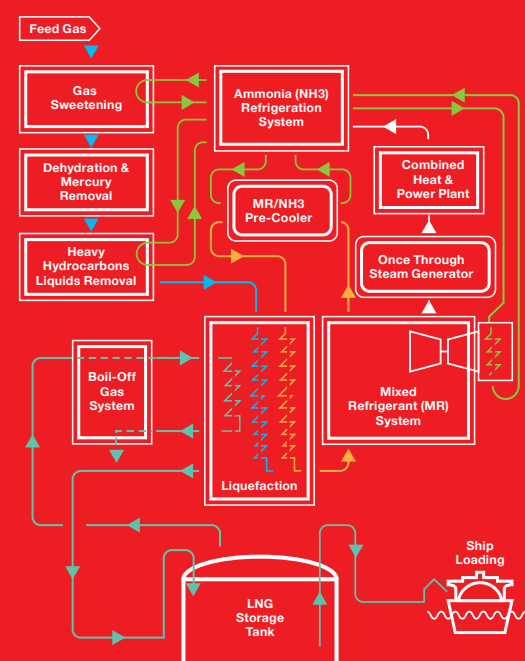 Feed Gas
Gas
Sweetening
Ammonia (NH3)
Refrigeration
System
Dehydration &
Mercury
Removal
Combined
Heat &
Power Plant
MR/NH3
Pre-Cooler
Heavy
Hydrocarbons
Liquids Removal
Once Through
Steam Generator
Boil-Off
Gas
System
Mixed
Refrigerant (MR)
System
Liquefaction
Ship
Loading
LNG
Storage
Tank